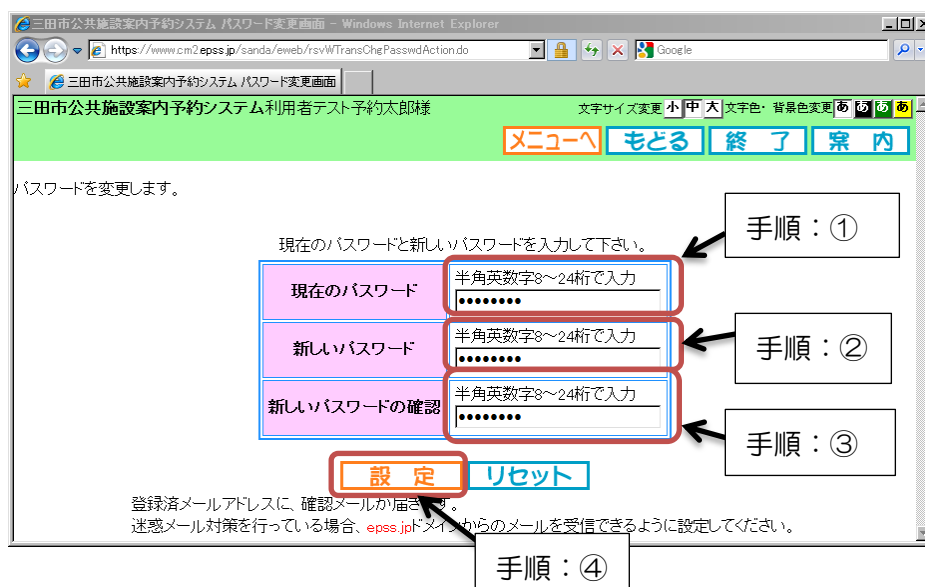 三田市公共施設案内予約システム パスワード変更画面 - Windows Internet Explorer
https://www.cm2.epss.jp/sanda/eweb/rsvWTransChgPasswdAction.do
Google
三田市公共施設案内予約システム パスワード変更画面
三田市公共施設案内予約システム利用者テスト予約太郎様
文字サイズ変更 小 中 大 文字色・背景色変更 あ あ あ あ
メニューへ もどる 終 了 案 内
パスワードを変更します。
手順：①
現在のパスワードと新しいパスワードを入力して下さい。
現在のパスワード
半角英数字8～24桁で入力
••••••••
手順：②
新しいパスワード
半角英数字8～24桁で入力
••••••••
新しいパスワードの確認
半角英数字8～24桁で入力
••••••••
手順：③
設 定 リセット
登録済メールアドレスに、確認メールが届きます。
迷惑メール対策を行っている場合、epss.jpドメインからのメールを受信できるように設定してください。
手順：④